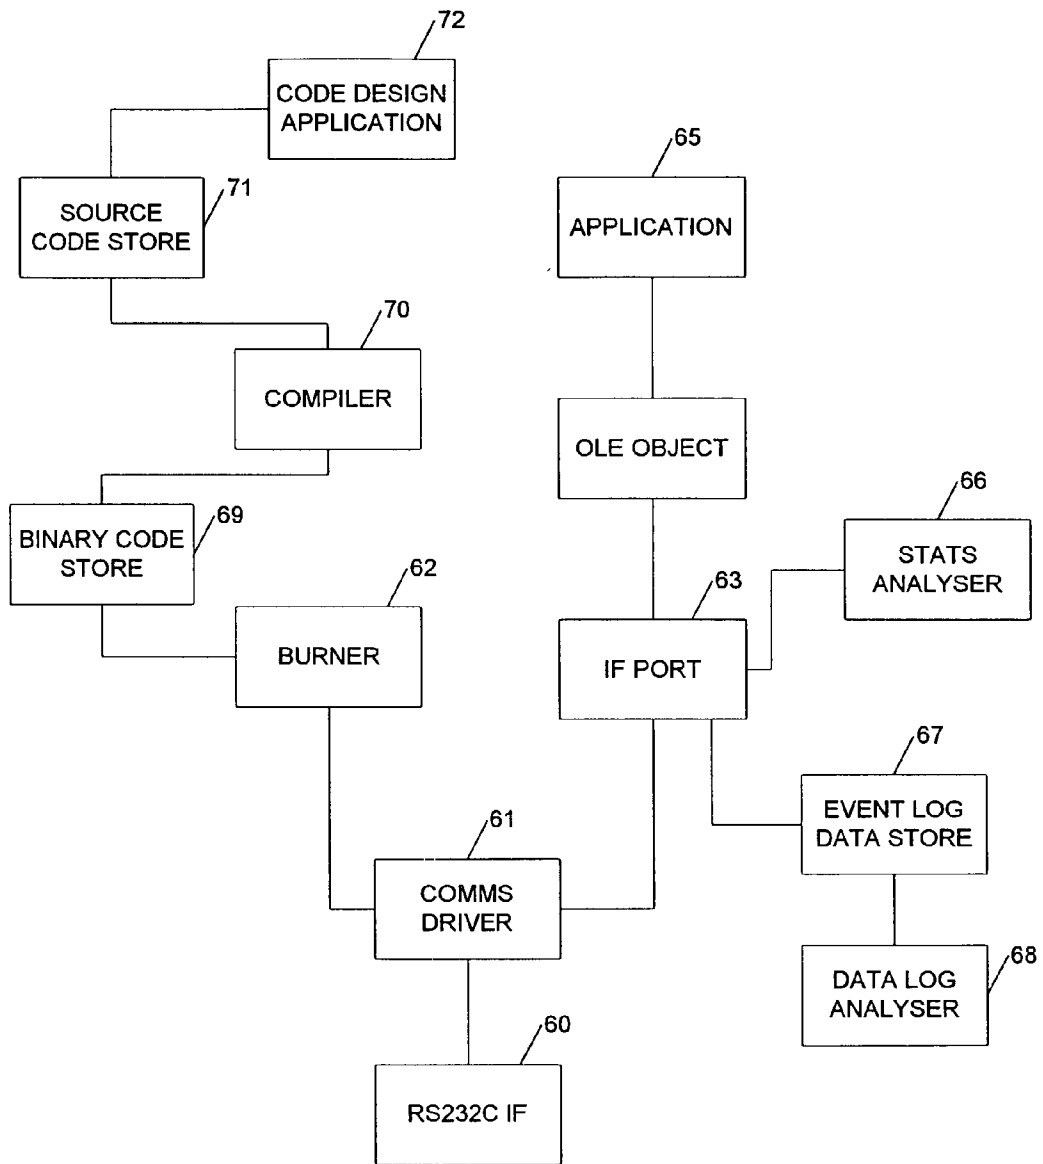 72
CODE DESIGN
APPLICATION
65
71
SOURCE
CODE STORE
APPLICATION
70
COMPILER
OLE OBJECT
66
69
BINARY CODE
STORE
STATS
ANALYSER
62
63
BURNER
IF PORT
67
EVENT LOG
DATA STORE
61
COMMS
DRIVER
68
DATA LOG
ANALYSER
60
RS232C IF